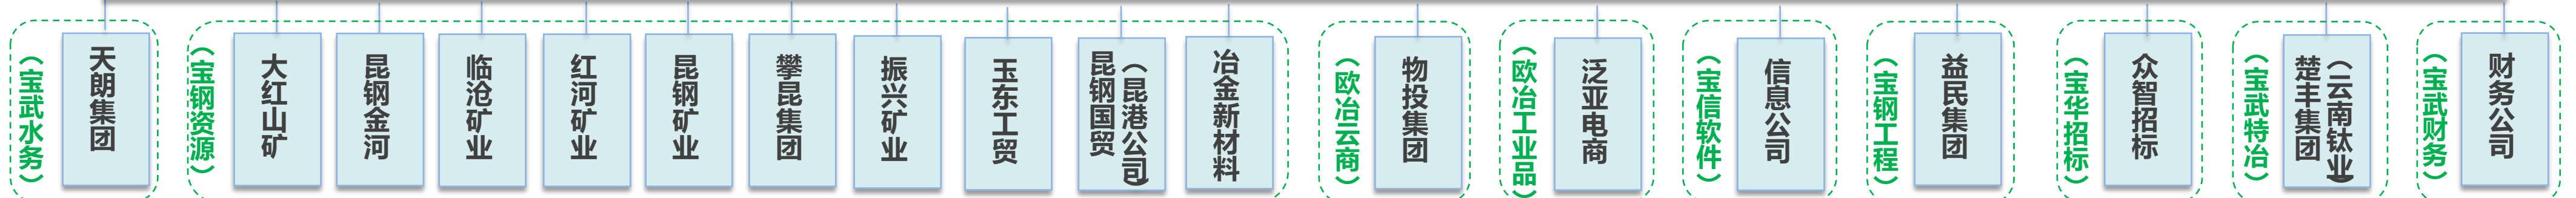 （宝武水务）
天朗集团
（宝钢资源）
大红山矿
昆钢金河
临沧矿业
红河矿业
昆钢矿业
攀昆集团
振兴矿业
玉东工贸
昆钢国贸
（昆港公司）
冶金新材料
（欧冶云商）
物投集团
（欧冶工业品）
泛亚电商
（宝信软件）
信息公司
（宝钢工程）
益民集团
（宝华招标）
众智招标
（宝武特冶）
楚丰集团
（云南钛业）
（宝武财务）
财务公司